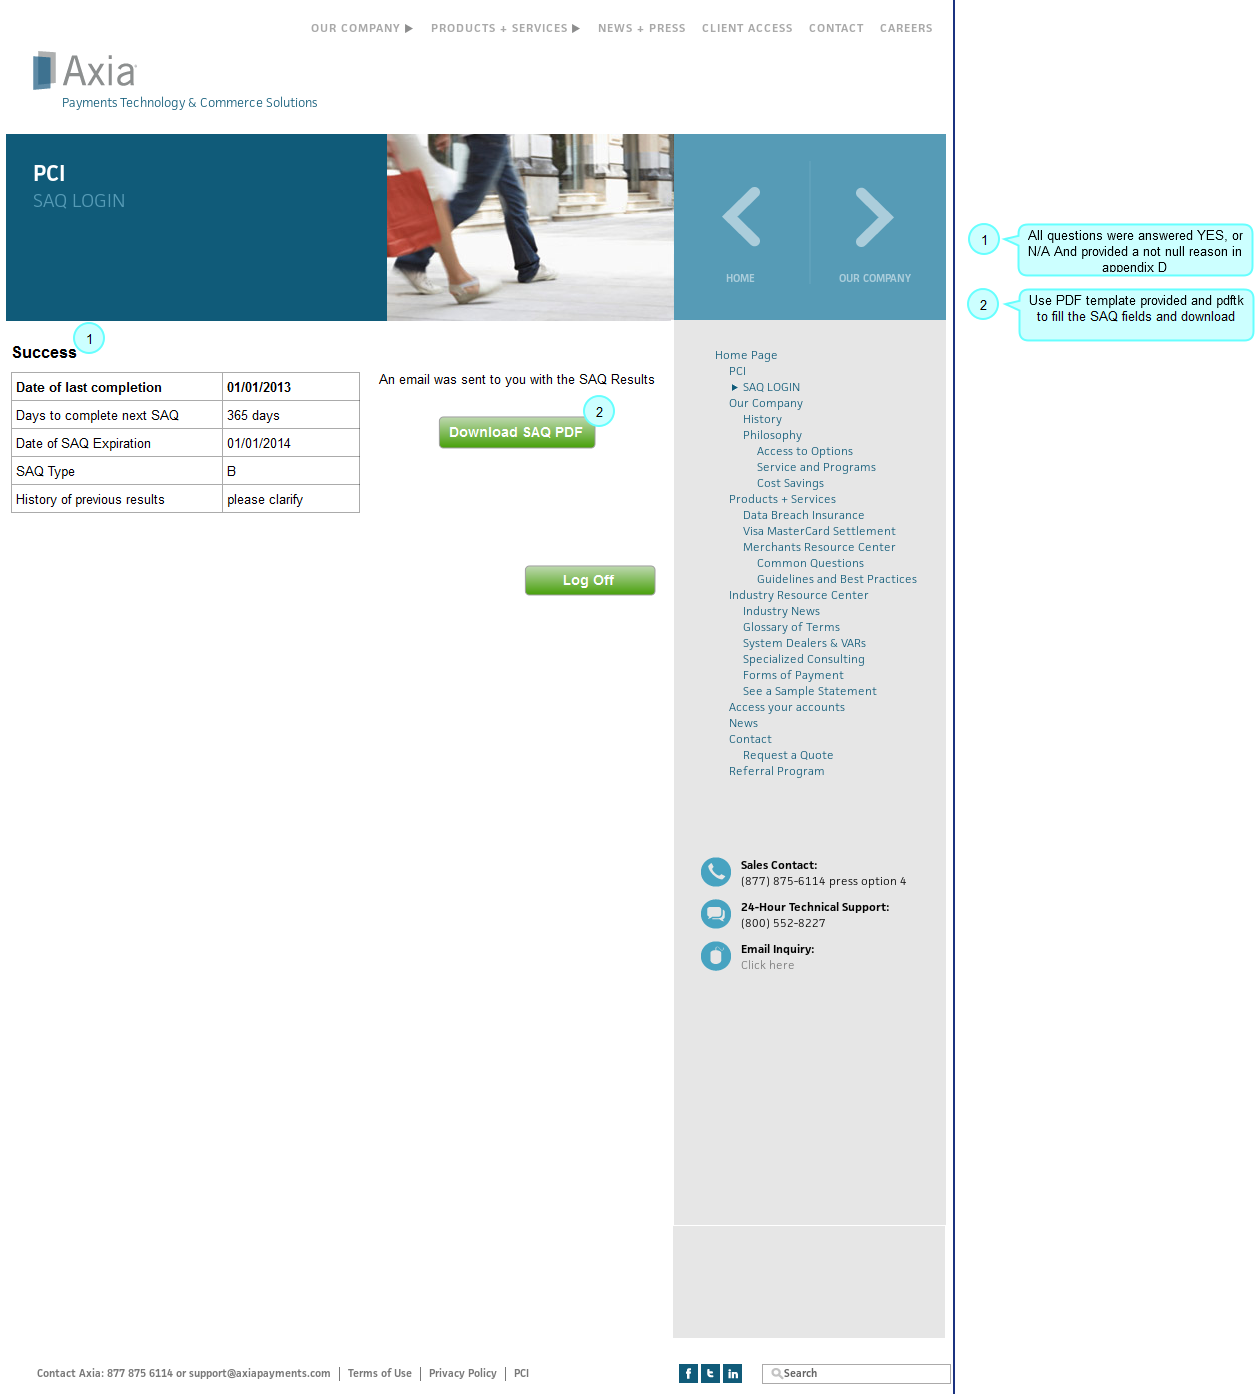 OUR COMPANY PRODUCTS + SERVICES NEWS + PRESS CLIENT ACCESS CONTACT CAREERS
Axia
Payments Technology & Commerce Solutions
PCI
SAQ LOGIN
HOME OUR COMPANY
1
Success
Date of last completion 01/01/2013
Days to complete next SAQ 365 days
Date of SAQ Expiration 01/01/2014
SAQ Type B
History of previous results please clarify
An email was sent to you with the SAQ Results
2
Download SAQ PDF
Log Off
Home Page
PCI
SAQ LOGIN
Our Company
History
Philosophy
Access to Options
Service and Programs
Cost Savings
Products + Services
Data Breach Insurance
Visa MasterCard Settlement
Merchants Resource Center
Common Questions
Guidelines and Best Practices
Industry Resource Center
Industry News
Glossary of Terms
System Dealers & VARs
Specialized Consulting
Forms of Payment
See a Sample Statement
Access your accounts
News
Contact
Request a Quote
Referral Program
Sales Contact:
(877) 875-6114 press option 4
24-Hour Technical Support:
(800) 552-8227
Email Inquiry:
Click here
1
All questions were answered YES, or
N/A And provided a not null reason in
appendix D
2
Use PDF template provided and pdftk
to fill the SAQ fields and download
Contact Axia: 877 875 6114 or support@axiapayments.com Terms of Use Privacy Policy PCI
Search